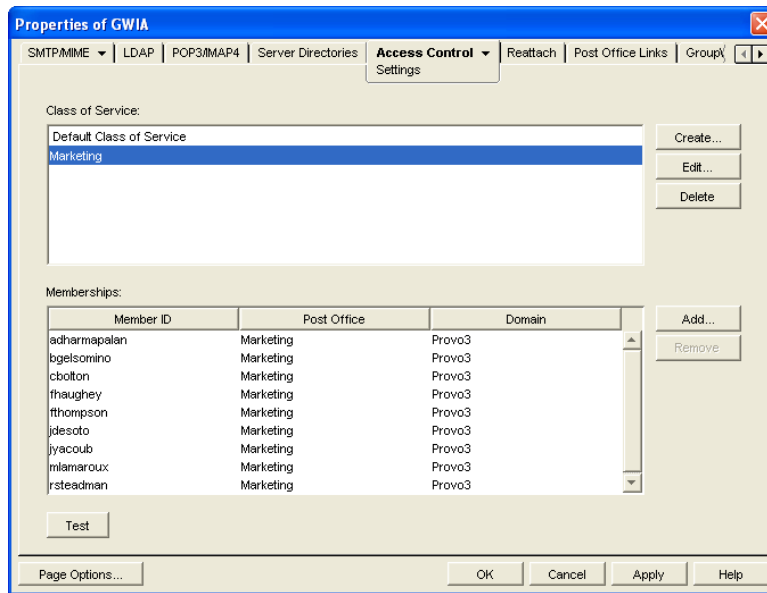 Properties of GWIA
SMTP/MIME LDAP POP3/IMAP4 Server Directories Access Control Reattach Post Office Links Group\
Settings
Class of Service:
Default Class of Service
Marketing
Create...
Edit...
Delete
Memberships:
Member ID Post Office Domain
adharmapalan Marketing Provo3
bgelsomino Marketing Provo3
cbolton Marketing Provo3
fhaughey Marketing Provo3
fthompson Marketing Provo3
jdesoto Marketing Provo3
jyacoub Marketing Provo3
mlamaroux Marketing Provo3
rsteadman Marketing Provo3
Add...
Remove
Test
Page Options... OK Cancel Apply Help